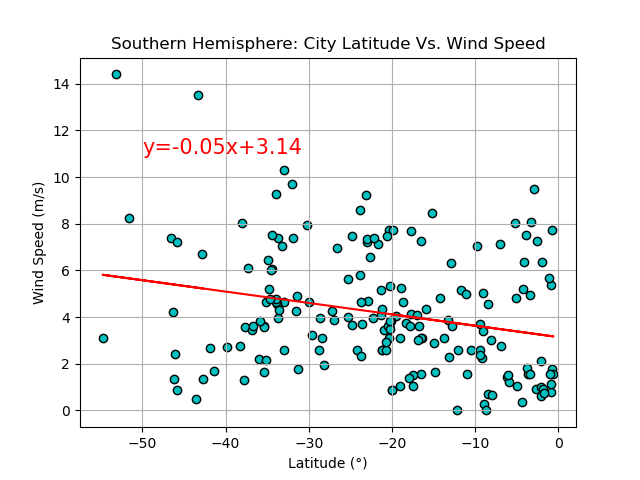 Southern Hemisphere: City Latitude Vs. Wind Speed
14
12
10
8
6
4
2
0
y=-0.05x+3.14
Wind Speed (m/s)
−50 −40 −30 −20 −10 0
Latitude (°)